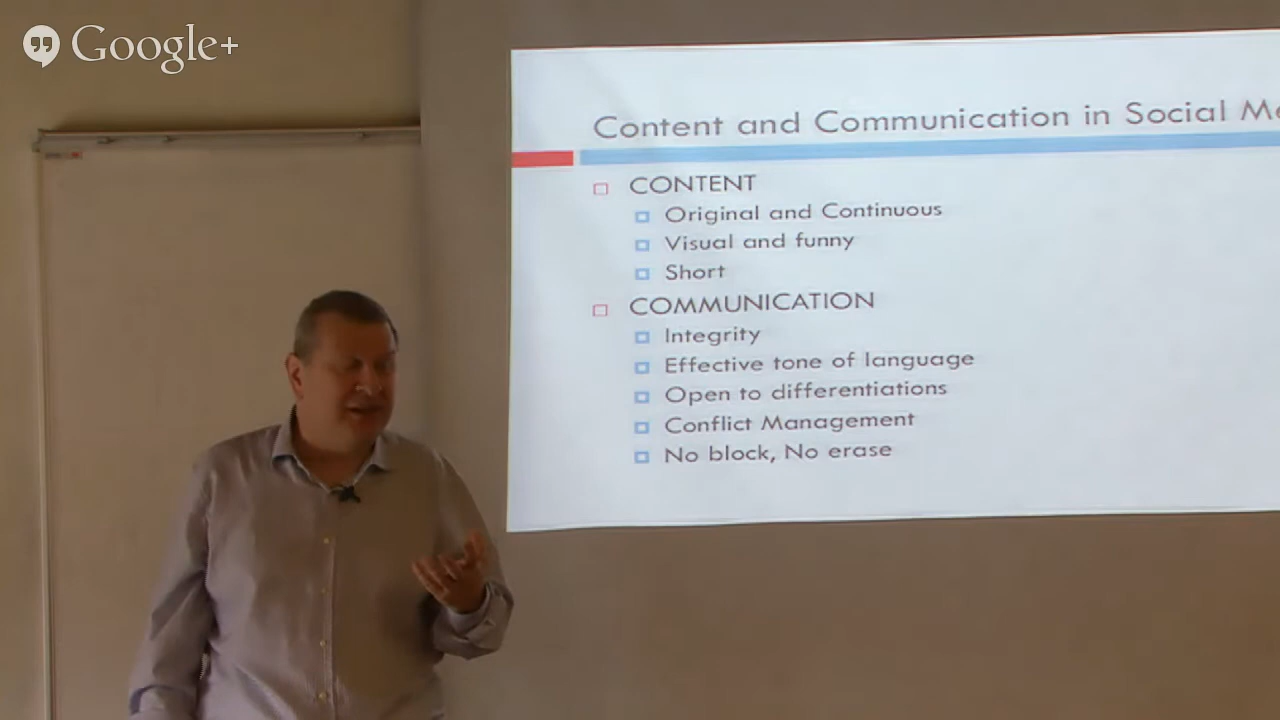 Google+
Content and Communication in Social Me
CONTENT
Original and Continuous
Visual and funny
Short
COMMUNICATION
Integrity
Effective tone of language
Open to differentiations
Conflict Management
No block, No erase